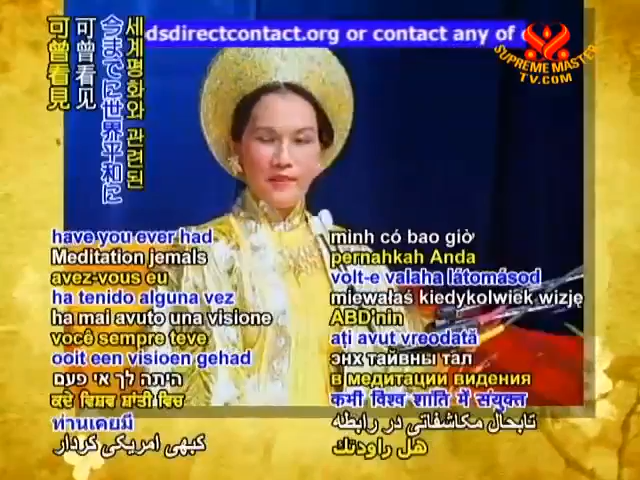 dsdirectcontact.org or contact any of
SUPREME MASTER
TV.COM
可曾看見
可曾看见
今までに世界平和に
세계평화와 관련된
have you ever had
Meditation jemals
avez-vous eu
ha tenido alguna vez
ha mai avuto una visione
você sempre teve
ooit een visioen gehad
היתה לך אי פעם
ਕਦੇ ਵਿਸ਼ਵ ਸ਼ਾਂਤੀ ਵਿਚ
ท่านเคยมี
کبھی امریکی کردار
mình có bao giờ
pernahkah Anda
volt-e valaha látomásod
miewałaś kiedykolwiek wizję
ABD'nin
aţi avut vreodată
энх тайвны тал
в медитации видения
कभी विश्व शांति में संयुक्त
تابحال مکاشفاتی در رابطه
هل راودتك